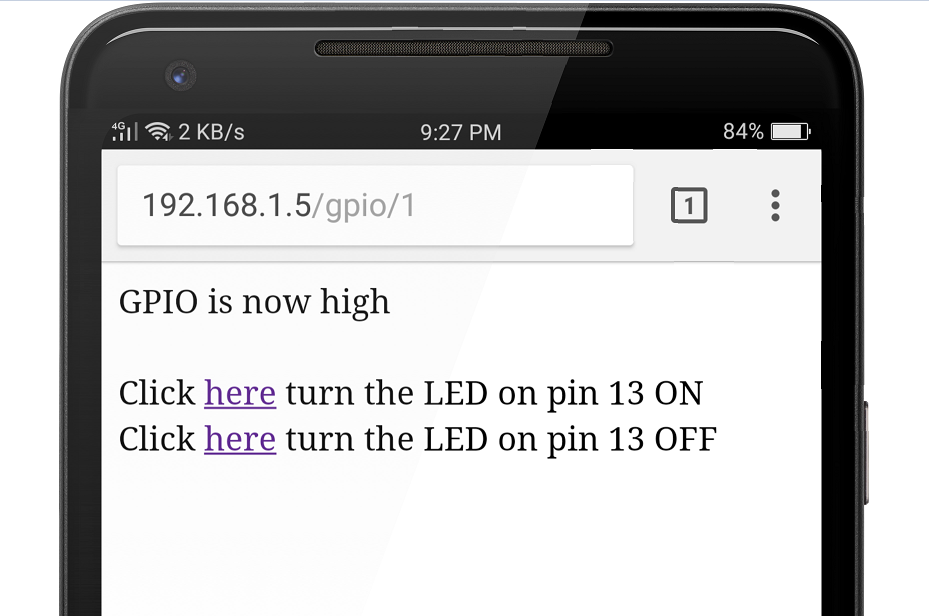 4G 2 KB/s 9:27 PM 84%
192.168.1.5/gpio/1 1
GPIO is now high
Click here turn the LED on pin 13 ON
Click here turn the LED on pin 13 OFF